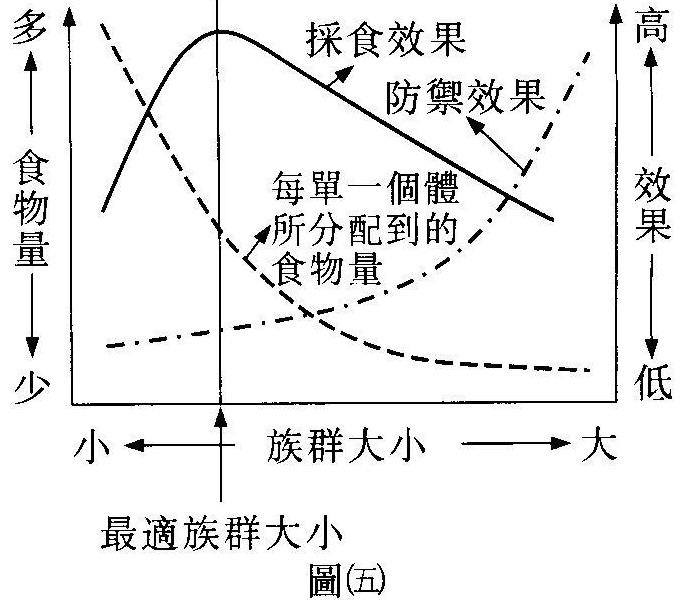 多
食物量
少
採食效果
防禦效果
每單一個體
所分配到的
食物量
高
效果
低
小
族群大小
大
最適族群大小
圖㈤